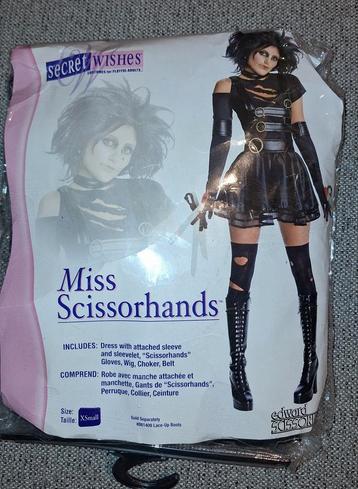 secret WISHES
COSTUMES for PLAYFUL ADULTS
Miss
Scissorhands™
INCLUDES: Dress with attached sleeve
and sleevelet, "Scissorhands"
Gloves, Wig, Choker, Belt
COMPREND: Robe avec manche attachée et
manchette, Gants de "Scissorhands",
Perruque, Collier, Ceinture
Size:
Taille:
XSmall
Sold Separately
#881409 Lace-Up Boots
edward
SCISSORH